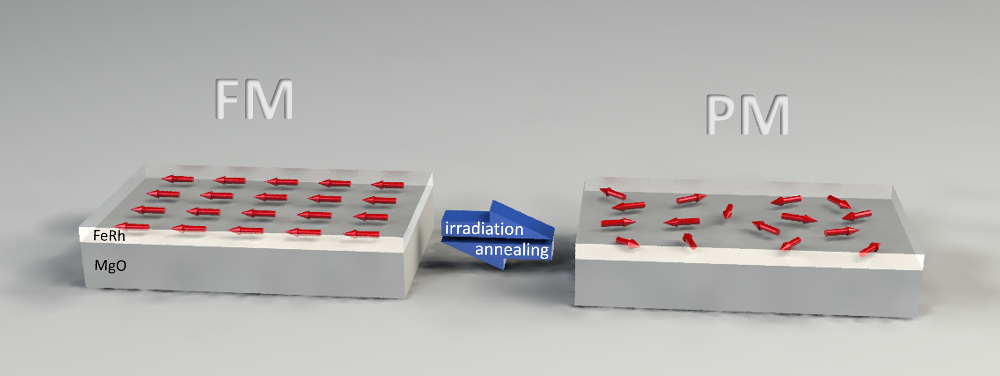 FM
PM
FeRh
MgO
irradiation
annealing